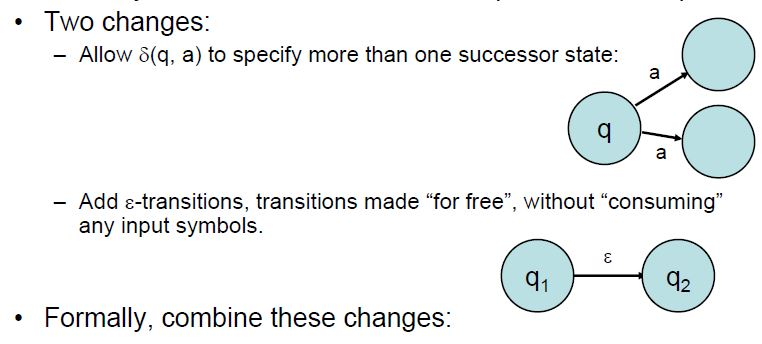 • Two changes:
– Allow δ(q, a) to specify more than one successor state:
a
q
a
– Add ε-transitions, transitions made “for free”, without “consuming”
any input symbols.
ε
q₁ q₂
• Formally, combine these changes: